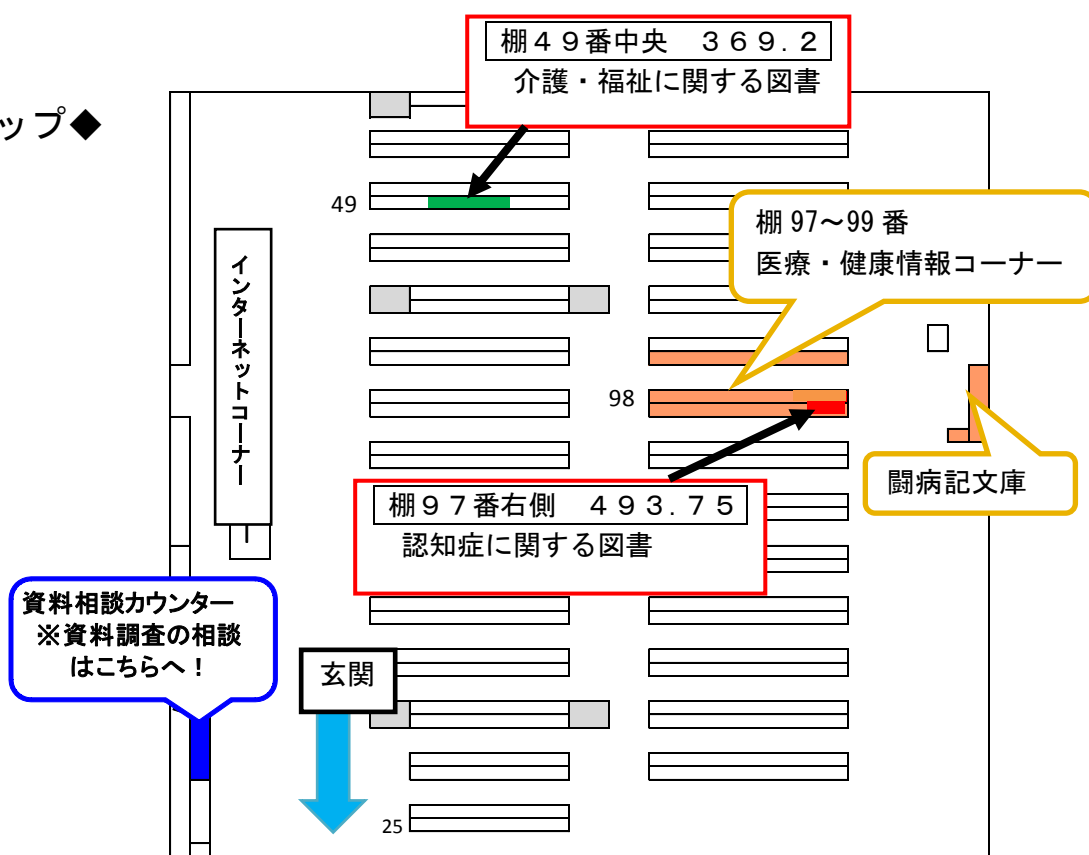 ップ◆
棚４９番中央　３６９.２
介護・福祉に関する図書
49
棚 97～99 番
医療・健康情報コーナー
インターネットコーナー
98
闘病記文庫
棚９７番右側　４９３.７５
認知症に関する図書
資料相談カウンター
※資料調査の相談
はこちらへ！
玄関
25